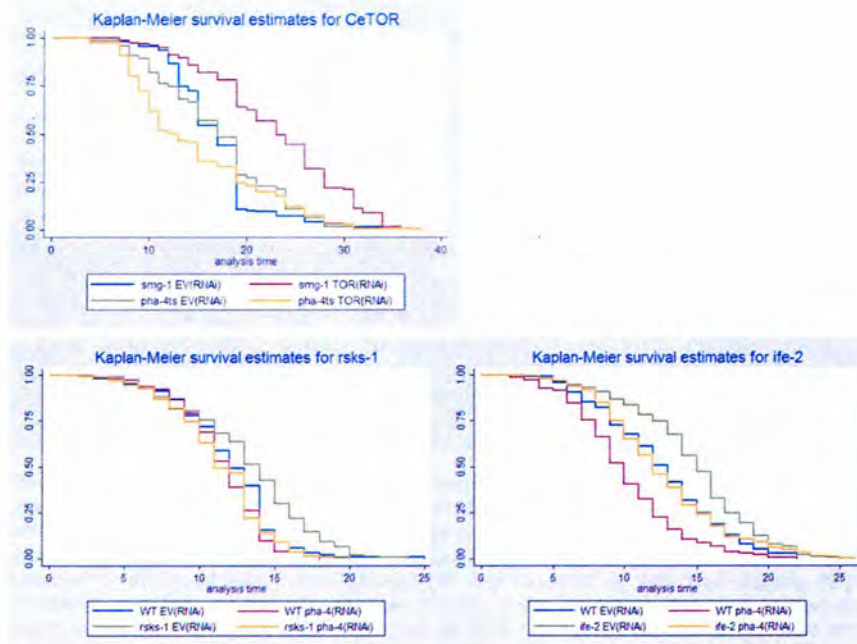 Kaplan-Meier survival estimates for CeTOR
1.00
0.75
0.50
0.25
0.00
0 10 20 30 40
analysis time
smg-1 EV(RNAi) smg-1 TOR(RNAi)
pha-4ts EV(RNAi) pha-4ts TOR(RNAi)
Kaplan-Meier survival estimates for rsks-1
1.00
0.75
0.50
0.25
0.00
0 5 10 15 20 25
analysis time
WT EV(RNAi) WT pha-4(RNAi)
rsks-1 EV(RNAi) rsks-1 pha-4(RNAi)
Kaplan-Meier survival estimates for ife-2
1.00
0.75
0.50
0.25
0.00
0 5 10 15 20 25
analysis time
WT EV(RNAi) WT pha-4(RNAi)
ife-2 EV(RNAi) ife-2 pha-4(RNAi)